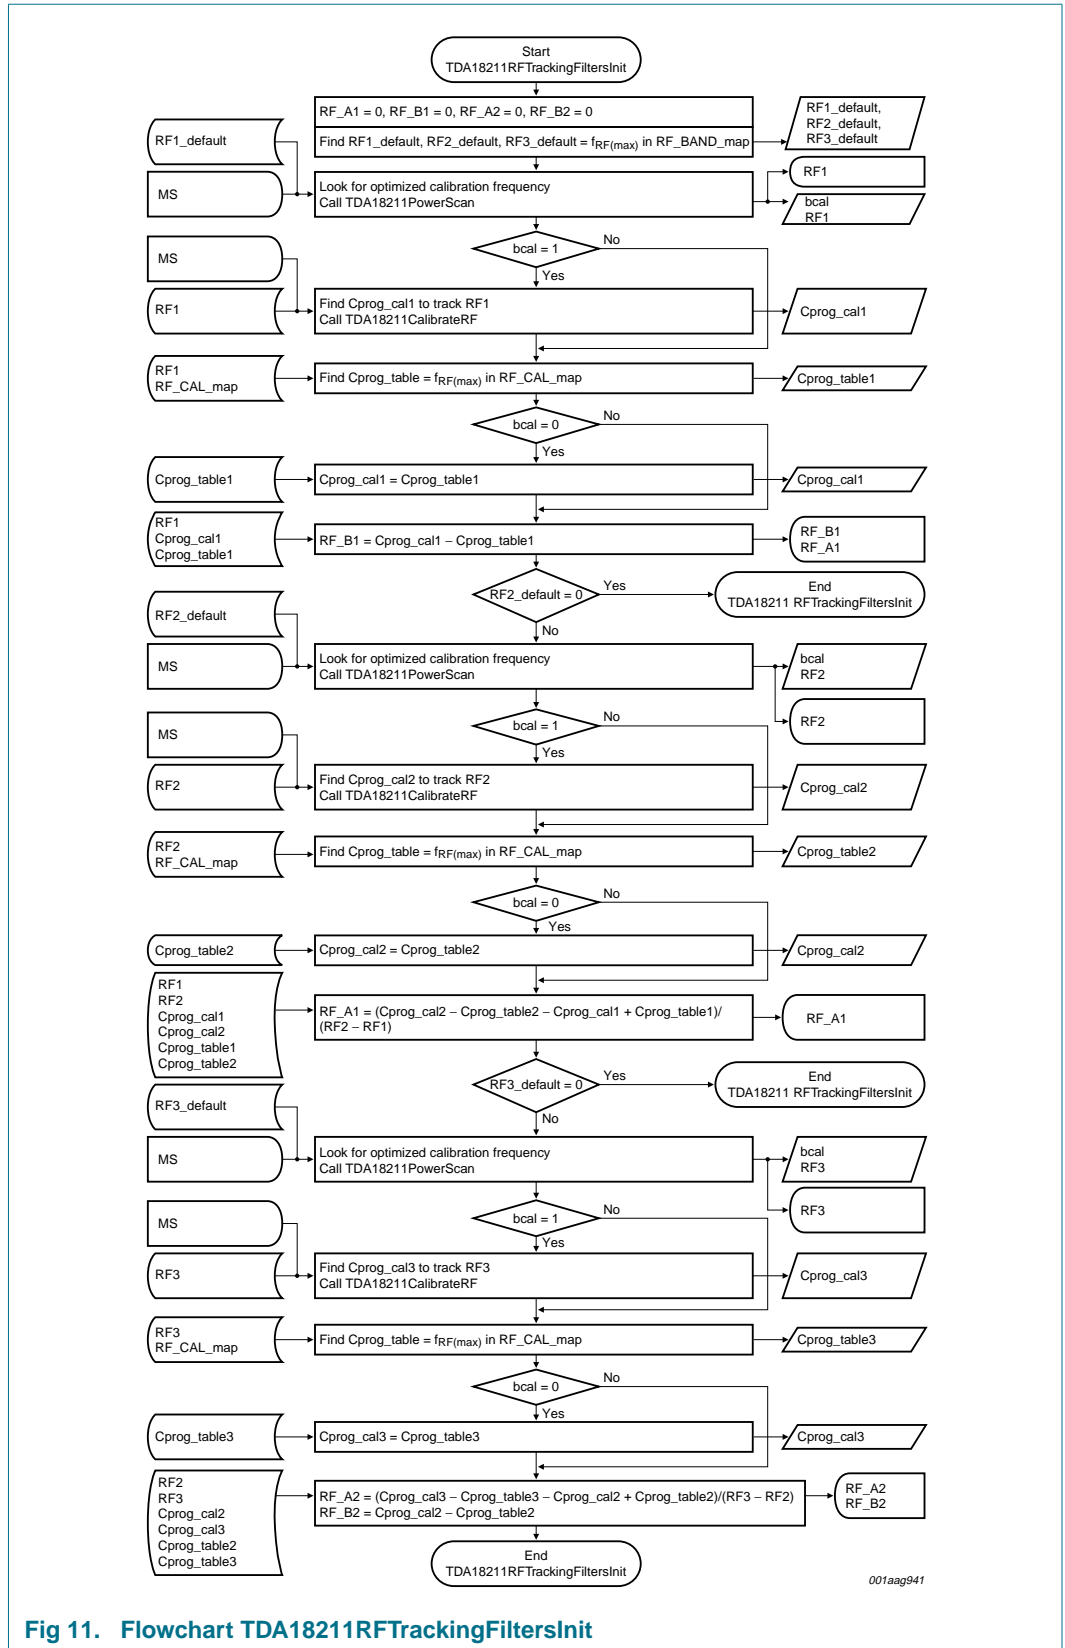 Start
TDA18211RFTrackingFiltersInit
RF_A1 = 0, RF_B1 = 0, RF_A2 = 0, RF_B2 = 0
RF1_default,
RF2_default,
RF3_default
RF1_default
Find RF1_default, RF2_default, RF3_default = fRF(max) in RF_BAND_map
RF1
MS
Look for optimized calibration frequency
Call TDA18211PowerScan
bcal
RF1
bcal = 1
No
Yes
MS
RF1
Find Cprog_cal1 to track RF1
Call TDA18211CalibrateRF
Cprog_cal1
RF1
RF_CAL_map
Find Cprog_table = fRF(max) in RF_CAL_map
Cprog_table1
bcal = 0
No
Yes
Cprog_table1
Cprog_cal1 = Cprog_table1
Cprog_cal1
RF1
Cprog_cal1
Cprog_table1
RF_B1 = Cprog_cal1 − Cprog_table1
RF_B1
RF_A1
RF2_default = 0
Yes
No
End
TDA18211 RFTrackingFiltersInit
RF2_default
MS
Look for optimized calibration frequency
Call TDA18211PowerScan
bcal
RF2
RF2
bcal = 1
No
Yes
MS
RF2
Find Cprog_cal2 to track RF2
Call TDA18211CalibrateRF
Cprog_cal2
RF2
RF_CAL_map
Find Cprog_table = fRF(max) in RF_CAL_map
Cprog_table2
bcal = 0
No
Yes
Cprog_table2
Cprog_cal2 = Cprog_table2
Cprog_cal2
RF1
RF2
Cprog_cal1
Cprog_cal2
Cprog_table1
Cprog_table2
RF_A1 = (Cprog_cal2 − Cprog_table2 − Cprog_cal1 + Cprog_table1)/
(RF2 − RF1)
RF_A1
RF3_default = 0
Yes
No
End
TDA18211 RFTrackingFiltersInit
RF3_default
MS
Look for optimized calibration frequency
Call TDA18211PowerScan
bcal
RF3
RF3
bcal = 1
No
Yes
MS
RF3
Find Cprog_cal3 to track RF3
Call TDA18211CalibrateRF
Cprog_cal3
RF3
RF_CAL_map
Find Cprog_table = fRF(max) in RF_CAL_map
Cprog_table3
bcal = 0
No
Yes
Cprog_table3
Cprog_cal3 = Cprog_table3
Cprog_cal3
RF2
RF3
Cprog_cal2
Cprog_cal3
Cprog_table2
Cprog_table3
RF_A2 = (Cprog_cal3 − Cprog_table3 − Cprog_cal2 + Cprog_table2)/(RF3 − RF2)
RF_B2 = Cprog_cal2 − Cprog_table2
RF_A2
RF_B2
End
TDA18211RFTrackingFiltersInit
001aag941
Fig 11. Flowchart TDA18211RFTrackingFiltersInit